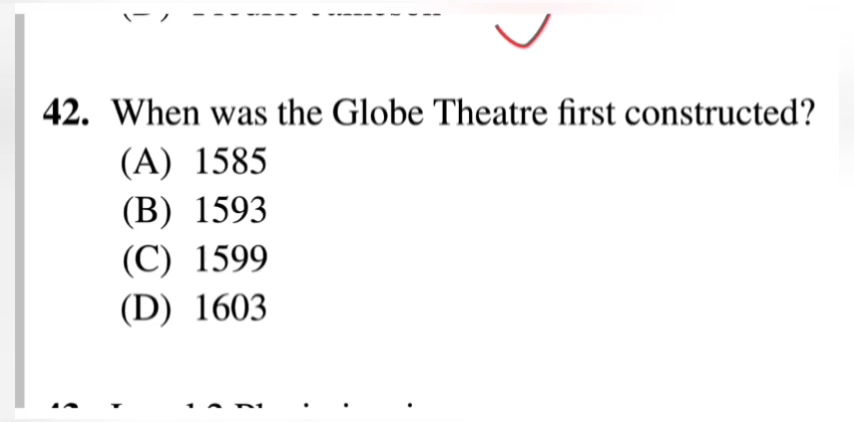 42. When was the Globe Theatre first constructed?
(A) 1585
(B) 1593
(C) 1599
(D) 1603